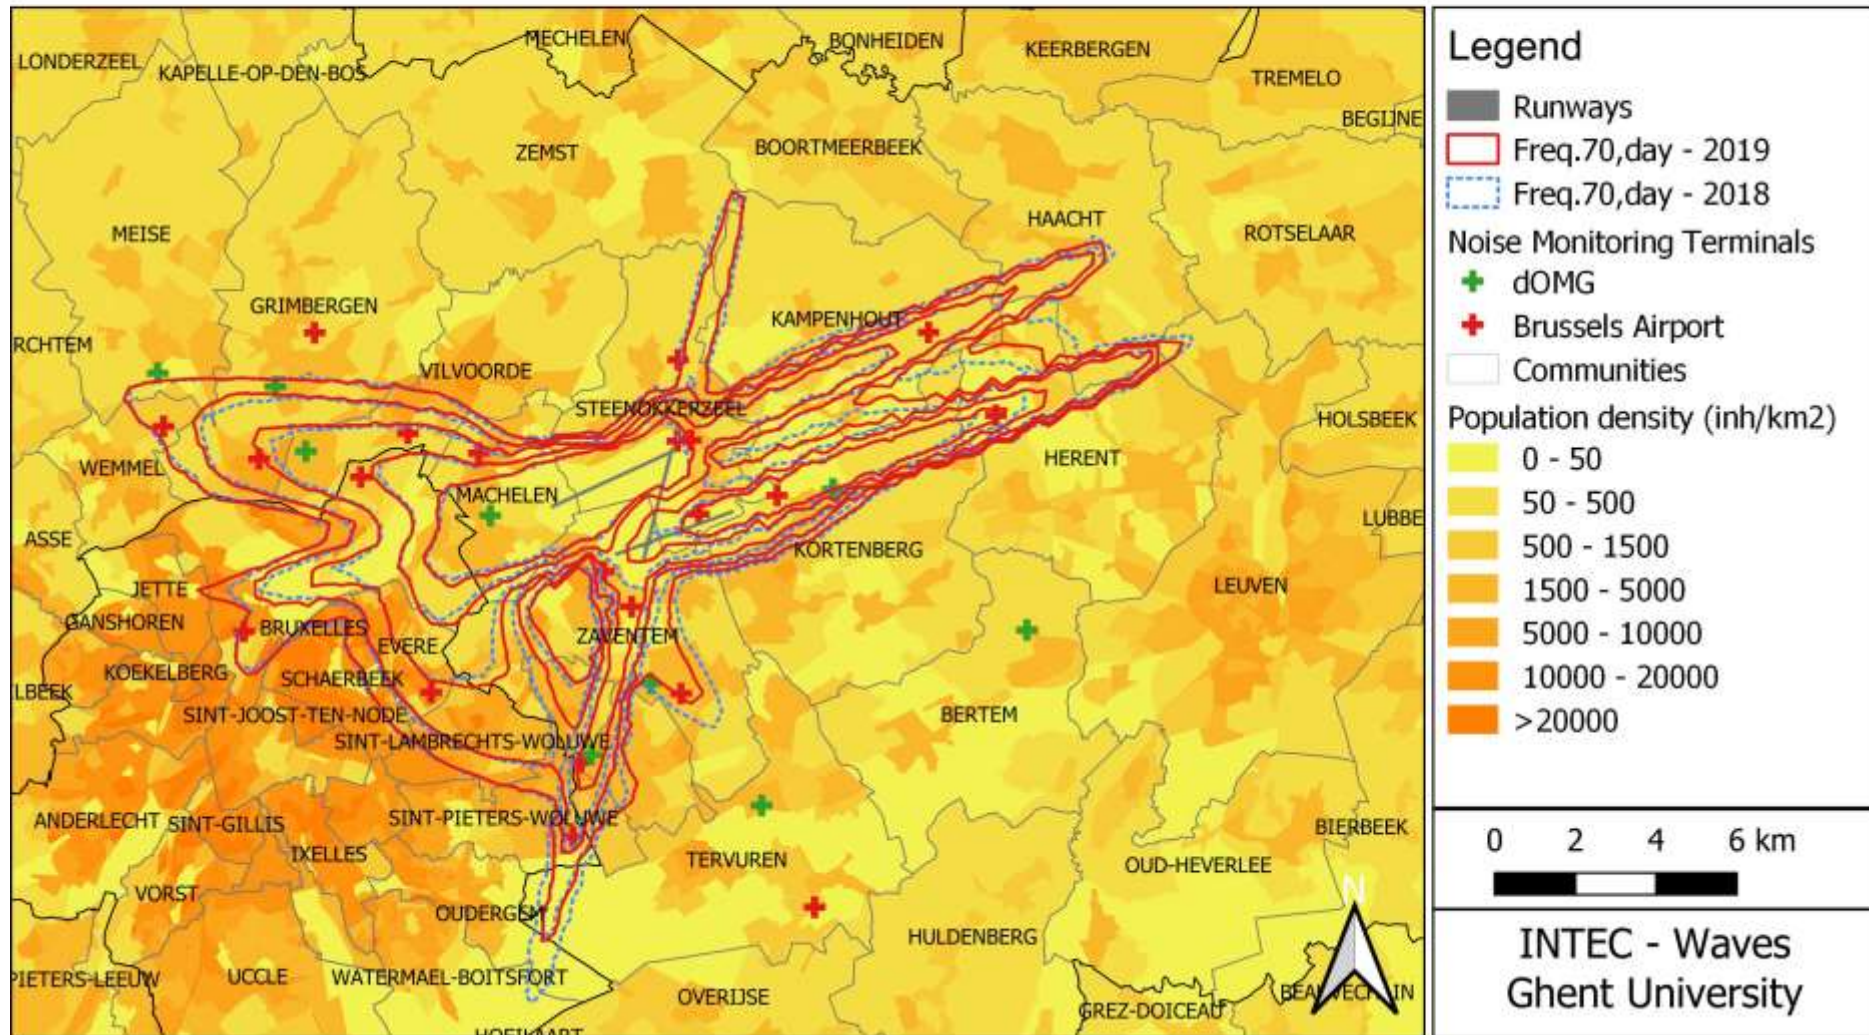 MECHELEN
BONHEIDEN
KEERBERGEN
LONDERZEEL
KAPELLE-OP-DEN-BOS
TREMELO
BEGIJNE
ZEMST
BOORTMEERBEEK
HAACHT
MEISE
ROTSELAAR
GRIMBERGEN
KAMPENHOUT
RCHTEM
VILVOORDE
STEENOKKERZEEL
HOLSBEEK
WEMMEL
HERENT
MACHELEN
LUBBE
ASSE
KORTENBERG
JETTE
LEUVEN
GANSHOREN
BRUXELLES
EVERE
ZAVENTEM
KOEKELBERG
SCHAERBEEK
LBEEK
SINT-JOOST-TEN-NODE
BERTEM
SINT-LAMBRECHTS-WOLUWE
ANDERLECHT
SINT-GILLIS
SINT-PIETERS-WOLUWE
BIERBEEK
IXELLES
TERVUREN
OUD-HEVERLEE
VORST
OUDERGEM
HULDENBERG
PIETERS-LEEUW
UCCLE
WATERMAEL-BOITSFORT
OVERIJSE
GREZ-DOICEAU
N
Legend
Runways
Freq.70,day - 2019
Freq.70,day - 2018
Noise Monitoring Terminals
dOMG
Brussels Airport
Communities
Population density (inh/km2)
0 - 50
50 - 500
500 - 1500
1500 - 5000
5000 - 10000
10000 - 20000
>20000
0 2 4 6 km
INTEC - Waves
Ghent University